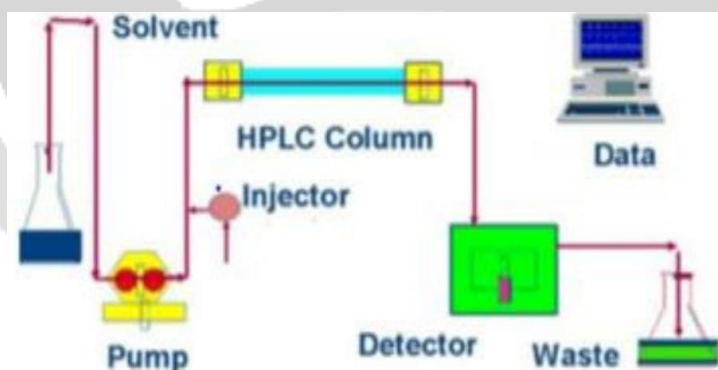 Solvent
HPLC Column
Data
Injector
Pump
Detector
Waste